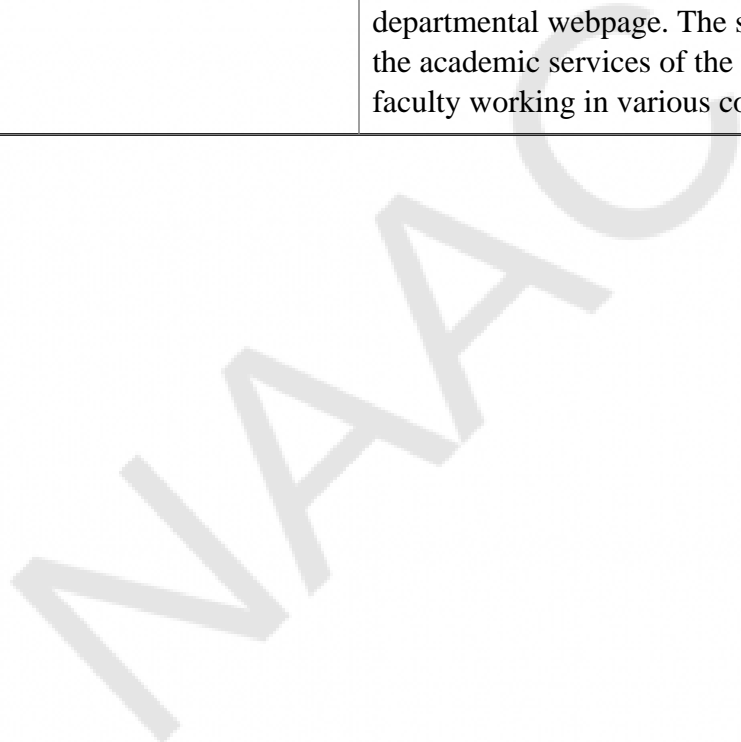 departmental webpage. The s
the academic services of the
faculty working in various co
NAAC